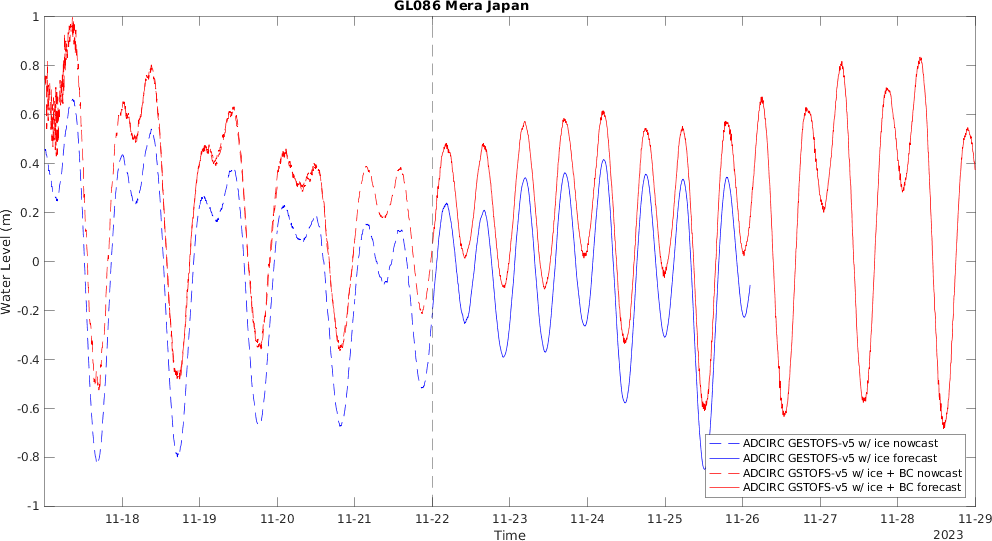 GL086 Mera Japan
1
0.8
0.6
0.4
0.2
0
-0.2
-0.4
-0.6
-0.8
-1
Water Level (m)
ADCIRC GESTOFS-v5 w/ ice nowcast
ADCIRC GESTOFS-v5 w/ ice forecast
ADCIRC GSTOFS-v5 w/ ice + BC nowcast
ADCIRC GSTOFS-v5 w/ ice + BC forecast
11-18 11-19 11-20 11-21 11-22 11-23 11-24 11-25 11-26 11-27 11-28 11-29
Time
2023